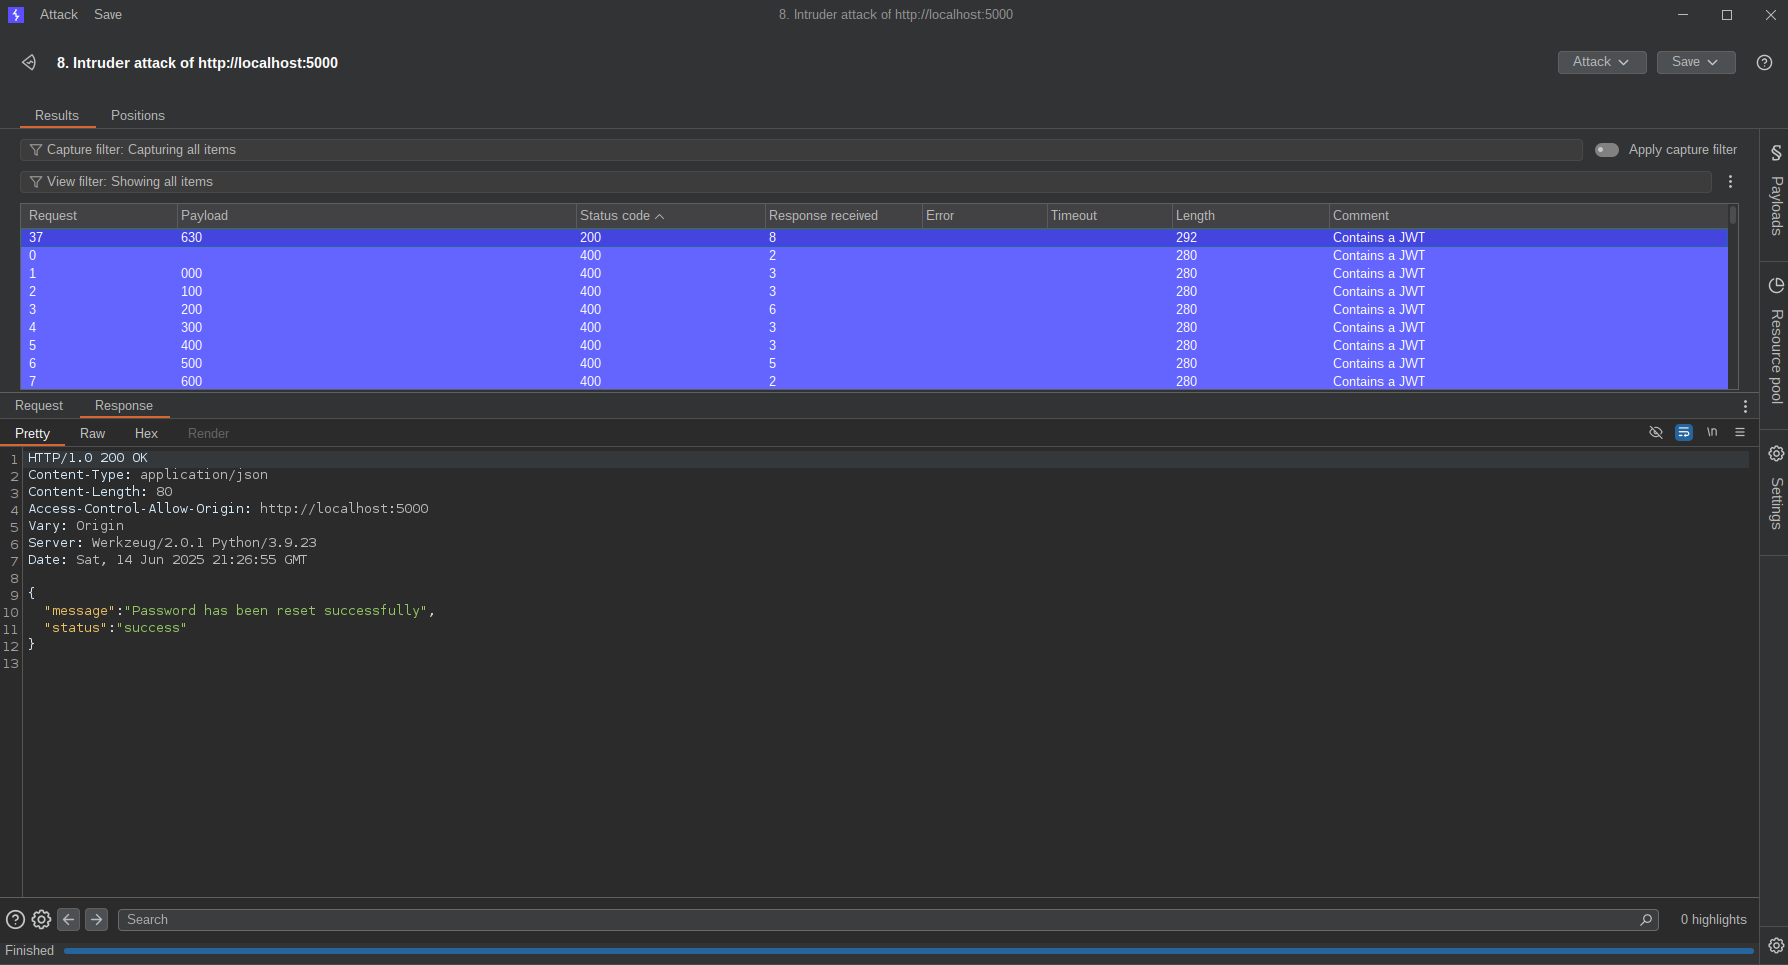 Attack Save 8. Intruder attack of http://localhost:5000
8. Intruder attack of http://localhost:5000 Attack Save
Results Positions
Capture filter: Capturing all items Apply capture filter
View filter: Showing all items
Request Payload Status code Response received Error Timeout Length Comment
37 630 200 8 292 Contains a JWT
0 400 2 280 Contains a JWT
1 000 400 3 280 Contains a JWT
2 100 400 3 280 Contains a JWT
3 200 400 6 280 Contains a JWT
4 300 400 3 280 Contains a JWT
5 400 400 3 280 Contains a JWT
6 500 400 5 280 Contains a JWT
7 600 400 2 280 Contains a JWT
Payloads
Resource pool
Settings
Request Response
Pretty Raw Hex Render \n
1 HTTP/1.0 200 OK
2 Content-Type: application/json
3 Content-Length: 80
4 Access-Control-Allow-Origin: http://localhost:5000
5 Vary: Origin
6 Server: Werkzeug/2.0.1 Python/3.9.23
7 Date: Sat, 14 Jun 2025 21:26:55 GMT
8
9 {
10 "message":"Password has been reset successfully",
11 "status":"success"
12 }
13
Search 0 highlights
Finished